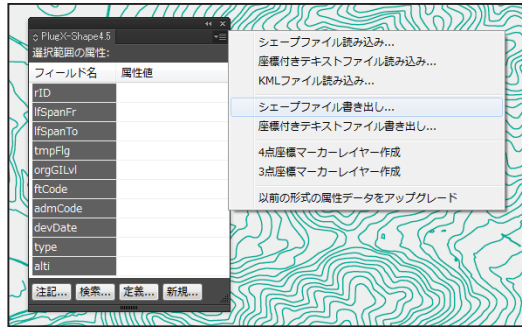 PlugX-Shape4.5
選択範囲の属性:
フィールド名 属性値
rID
lfSpanFr
lfSpanTo
tmpFlg
orgGILvl
ftCode
admCode
devDate
type
alti
注記... 検索... 定義... 新規...
シェープファイル読み込み...
座標付きテキストファイル読み込み...
KMLファイル読み込み...
シェープファイル書き出し...
座標付きテキストファイル書き出し...
4点座標マーカーレイヤー作成
3点座標マーカーレイヤー作成
以前の形式の属性データをアップグレード